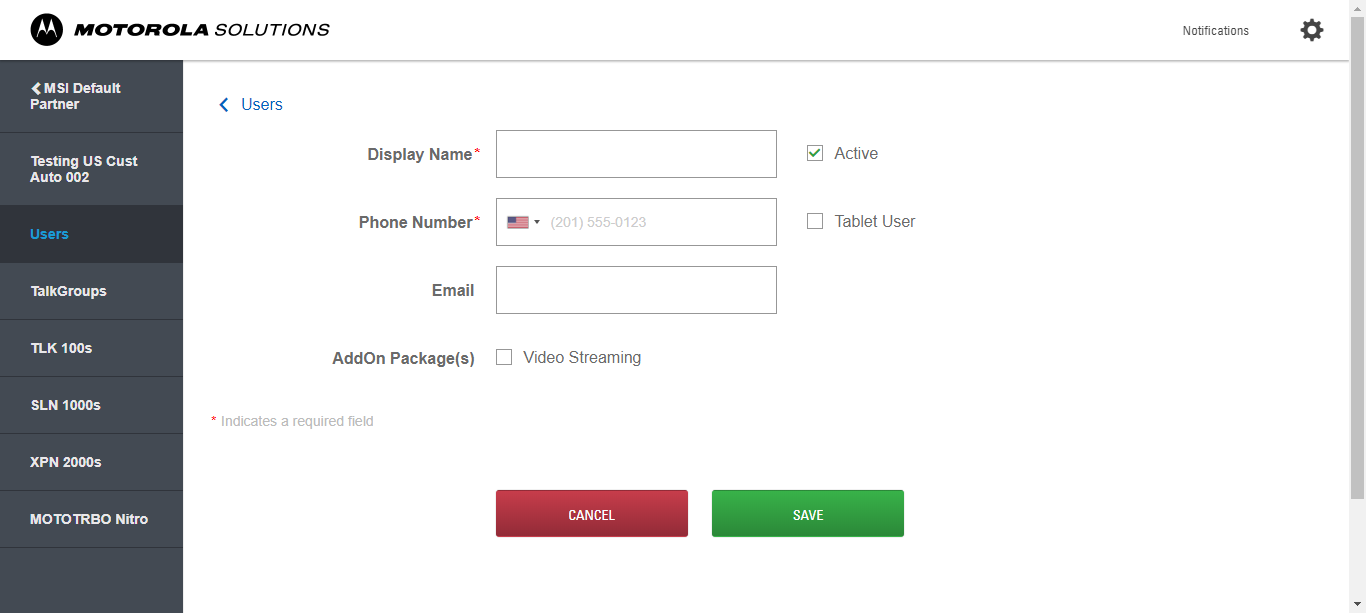 MOTOROLA SOLUTIONS
Notifications
MSI Default
Partner
Testing US Cust
Auto 002
Users
TalkGroups
TLK 100s
SLN 1000s
XPN 2000s
MOTOTRBO Nitro
Users
Display Name*
Active
Phone Number*
(201) 555-0123
Tablet User
Email
AddOn Package(s)
Video Streaming
* Indicates a required field
CANCEL
SAVE